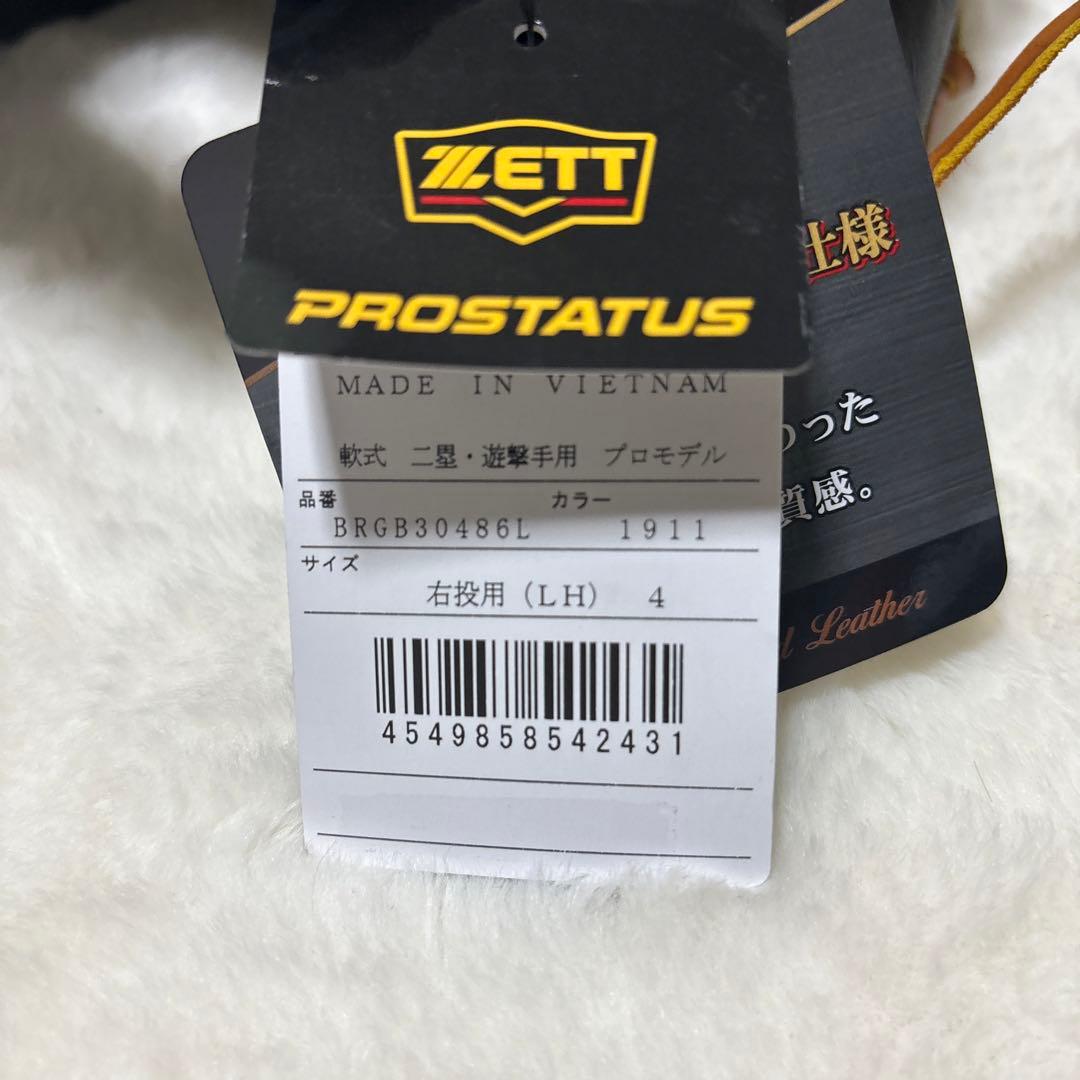 ZETT
PROSTATUS
仕様
MADE IN VIETNAM
軟式 二塁・遊撃手用 プロモデル
品番 カラー
BRGB30486L 1911
サイズ
右投用(LH) 4
4549858542431
った
質感。
Leather